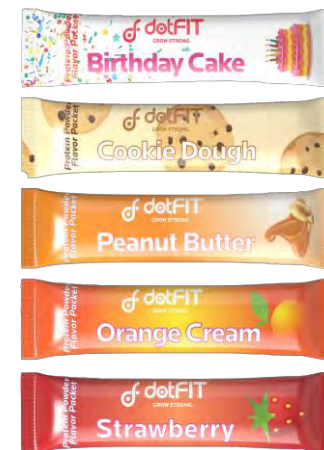 dotFIT
GROW STRONG.
Birthday Cake
Protein Powder
Flavor Packet
dotFIT
GROW STRONG.
Cookie Dough
Protein Powder
Flavor Packet
dotFIT
GROW STRONG.
Peanut Butter
Protein Powder
Flavor Packet
dotFIT
GROW STRONG.
Orange Cream
Protein Powder
Flavor Packet
dotFIT
GROW STRONG.
Strawberry
Protein Powder
Flavor Packet